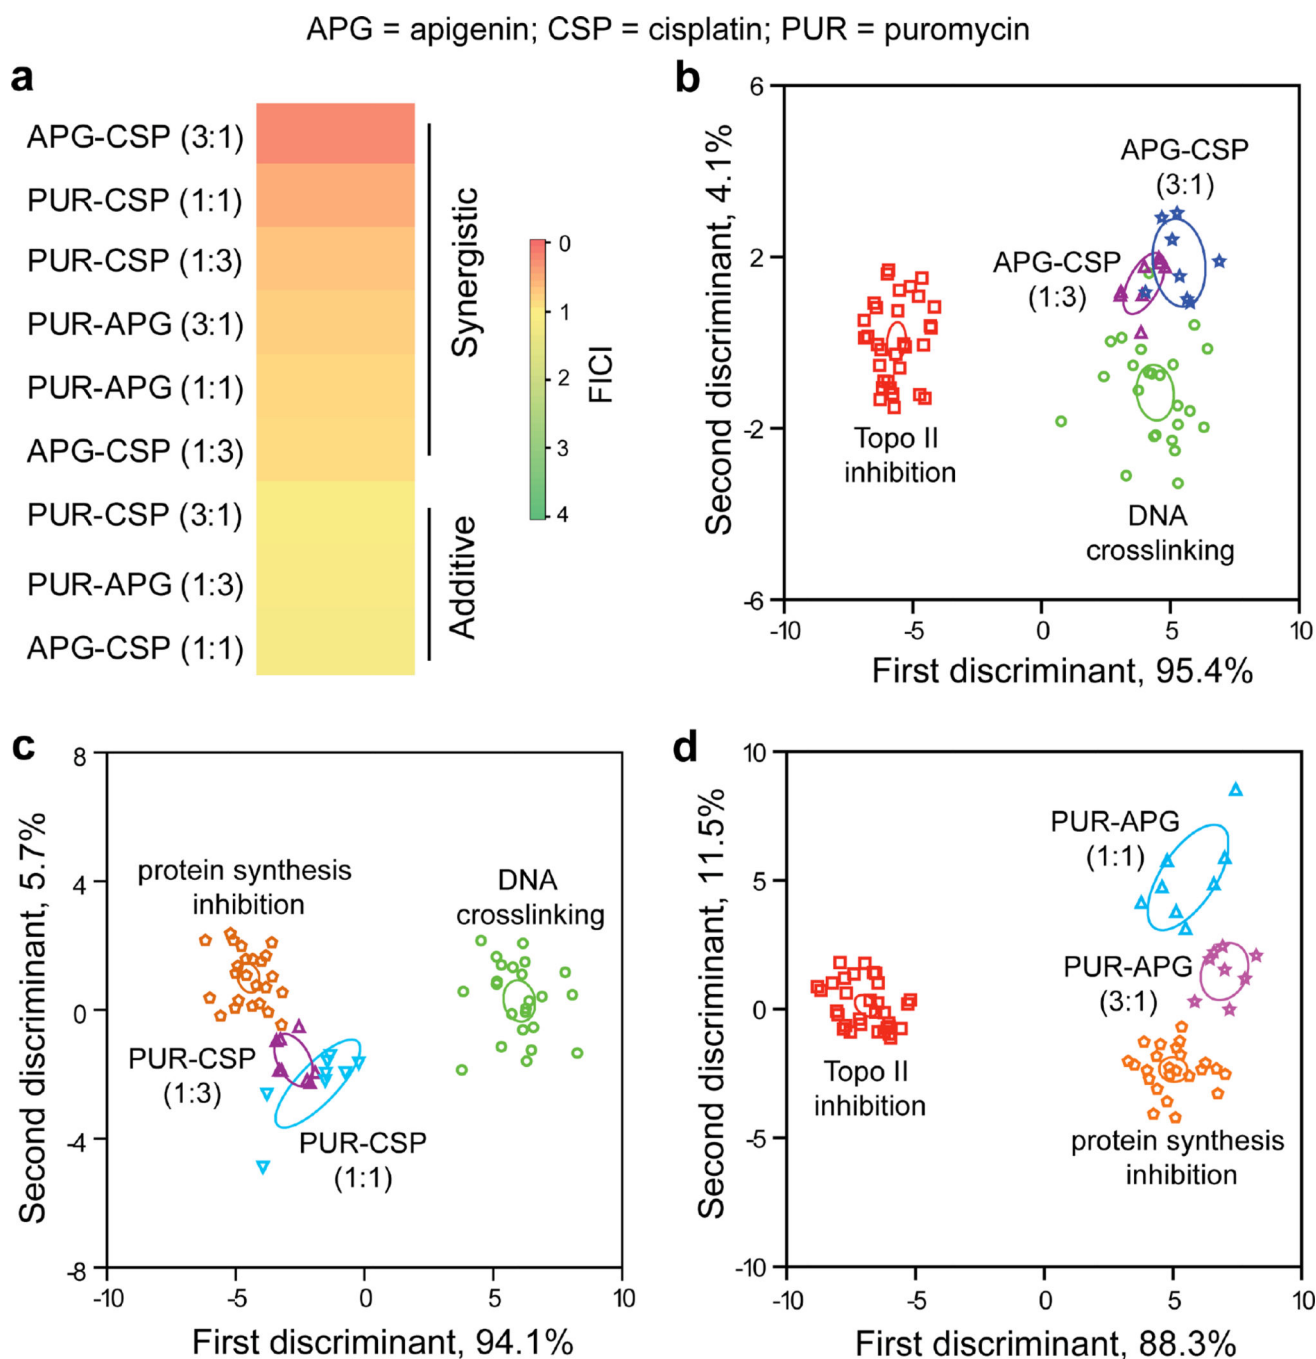 APG = apigenin; CSP = cisplatin; PUR = puromycin
a
APG-CSP (3:1)
PUR-CSP (1:1)
PUR-CSP (1:3)
PUR-APG (3:1)
PUR-APG (1:1)
APG-CSP (1:3)
PUR-CSP (3:1)
PUR-APG (1:3)
APG-CSP (1:1)
Synergistic
Additive
0
1
2
3
4
FICI
b
Second discriminant, 4.1%
6
2
-2
-6
APG-CSP
(3:1)
APG-CSP
(1:3)
Topo II
inhibition
DNA
crosslinking
-10
-5
0
5
10
First discriminant, 95.4%
c
Second discriminant, 5.7%
8
4
0
-4
-8
protein synthesis
inhibition
DNA
crosslinking
PUR-CSP
(1:3)
PUR-CSP
(1:1)
-10
-5
0
5
10
First discriminant, 94.1%
d
Second discriminant, 11.5%
10
5
0
-5
-10
PUR-APG
(1:1)
PUR-APG
(3:1)
Topo II
inhibition
protein synthesis
inhibition
-10
-5
0
5
10
First discriminant, 88.3%